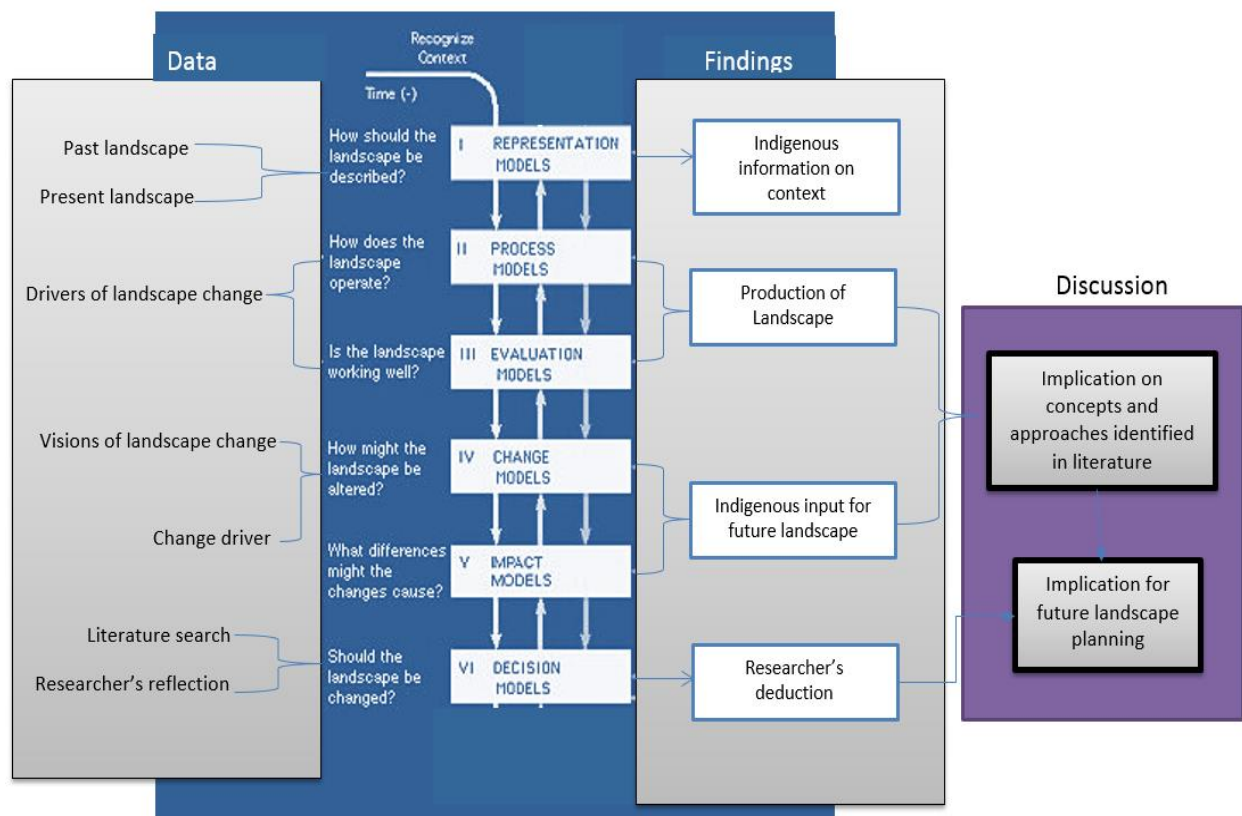 Data
Recognize
Context
Time (-)
Findings
Discussion
Past landscape
Present landscape
Drivers of landscape change
Visions of landscape change
Change driver
Literature search
Researcher's reflection
How should the
landscape be
described?
I REPRESENTATION
MODELS
Indigenous
information on
context
How does the
landscape
operate?
II PROCESS
MODELS
Production of
Landscape
Is the landscape
working well?
III EVALUATION
MODELS
How might the
landscape be
altered?
IV CHANGE
MODELS
Indigenous input for
future landscape
What differences
might the
changes cause?
V IMPACT
MODELS
Should the
landscape be
changed?
VI DECISION
MODELS
Researcher's
deduction
Implication on
concepts and
approaches identified
in literature
Implication for
future landscape
planning